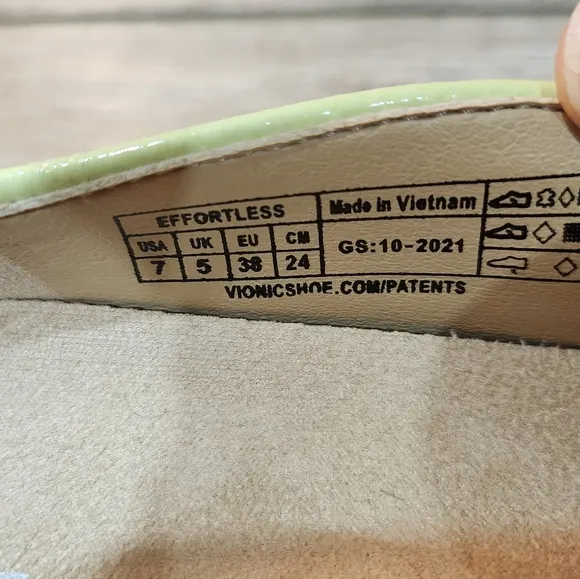 EFFORTLESS
USA UK EU CM
7 5 38 24
Made in Vietnam
GS:10-2021
VIONICSHOE.COM/PATENTS